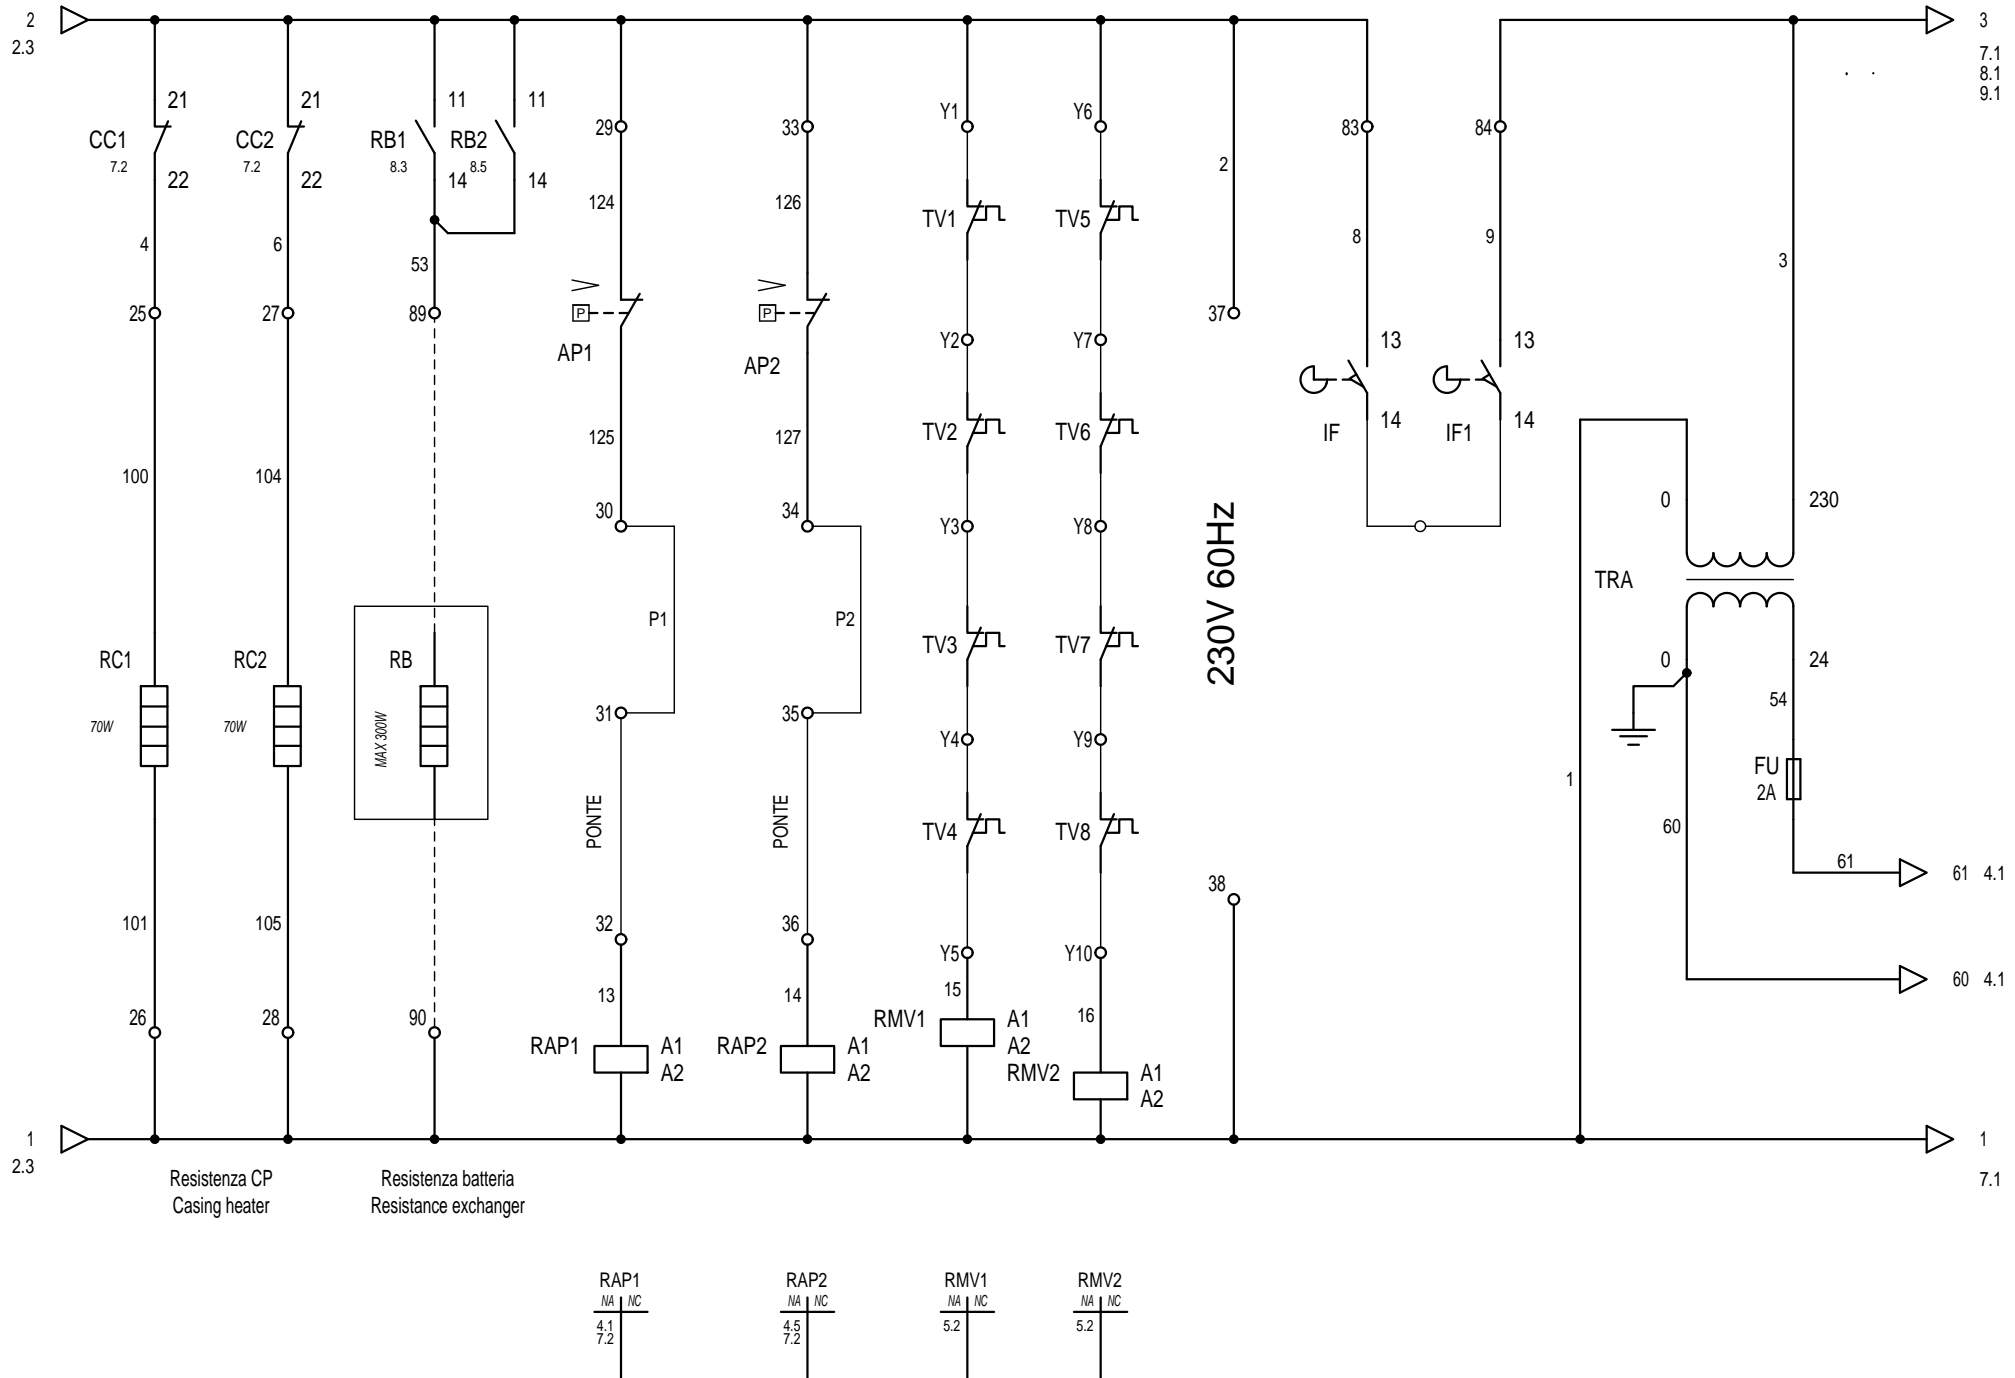 2 3
2.3 7.1
8.1
9.1
21 21 11 11
Y1 Y6
CC1 CC2 RB1 RB2 29 33 83 84
7.2 7.2 8.3 8.5
22 22 14 14
2
124 126
TV1 TV5
4 6 8 9
53 3
25 27 89 37
P P
Y2 Y7 13 13
AP1 AP2
TV2 TV6 IF 14 IF1 14
125 127
100 104
0 230
30 34
Y3 Y8
230V 60Hz
TRA
P1 P2
TV3 TV7
RC1 RC2 RB 0 24
54
70W 70W MAX 300W
31 35
Y4 Y9
FU
1
2A
PONTE PONTE
TV4 TV8 60
61 61 4.1
38
101 105 32 36
Y5 Y10
60 4.1
13 14 15
26 28 90 RMV1 A1 16
RAP1 A1 RAP2 A1 A2
A2 A2 RMV2 A1
A2
1 1
2.3 7.1
Resistenza CP Resistenza batteria
Casing heater Resistance exchanger
RAP1 RAP2 RMV1 RMV2
NA NC NA NC NA NC NA NC
4.1 4.5 5.2 5.2
7.2 7.2